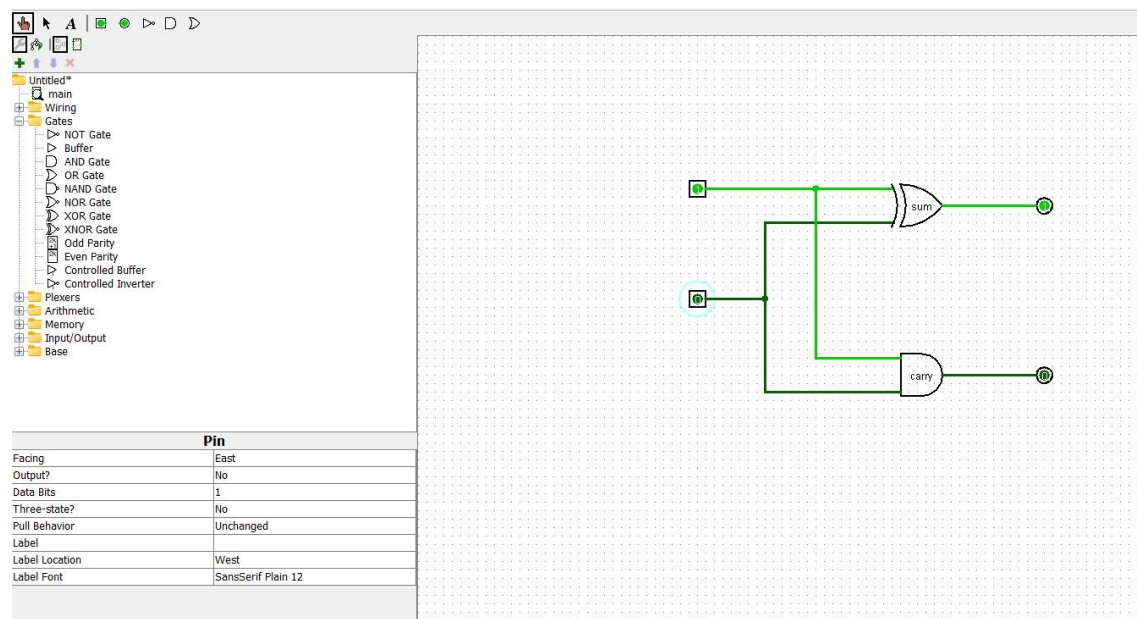 A
Untitled*
main
Wiring
Gates
NOT Gate
Buffer
AND Gate
OR Gate
NAND Gate
NOR Gate
XOR Gate
XNOR Gate
Odd Parity
Even Parity
Controlled Buffer
Controlled Inverter
Plexers
Arithmetic
Memory
Input/Output
Base
Pin
Facing East
Output? No
Data Bits 1
Three-state? No
Pull Behavior Unchanged
Label
Label Location West
Label Font SansSerif Plain 12
1
sum
1
0
carry
0